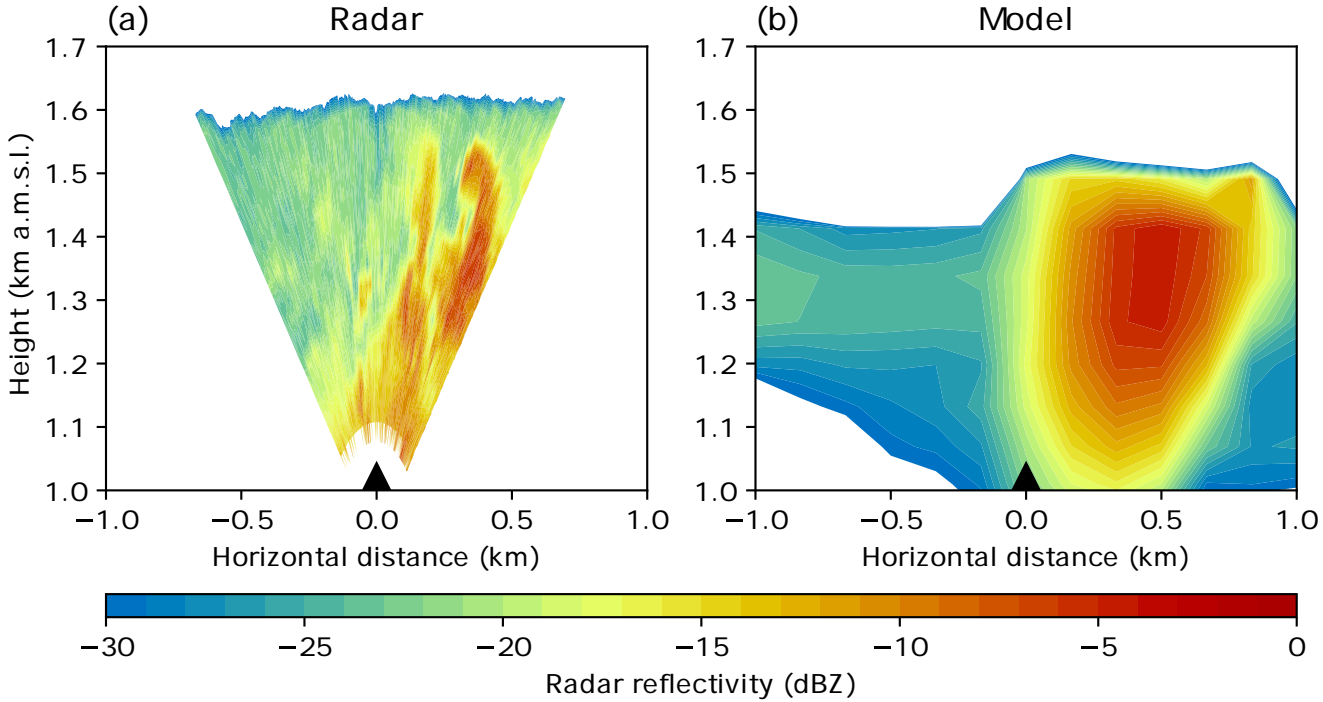 (a) Radar
(b) Model
1.7
1.6
1.5
1.4
1.3
1.2
1.1
1.0
Height (km a.m.s.l.)
−1.0 −0.5 0.0 0.5 1.0
Horizontal distance (km)
1.7
1.6
1.5
1.4
1.3
1.2
1.1
1.0
−1.0 −0.5 0.0 0.5 1.0
Horizontal distance (km)
−30 −25 −20 −15 −10 −5 0
Radar reflectivity (dBZ)